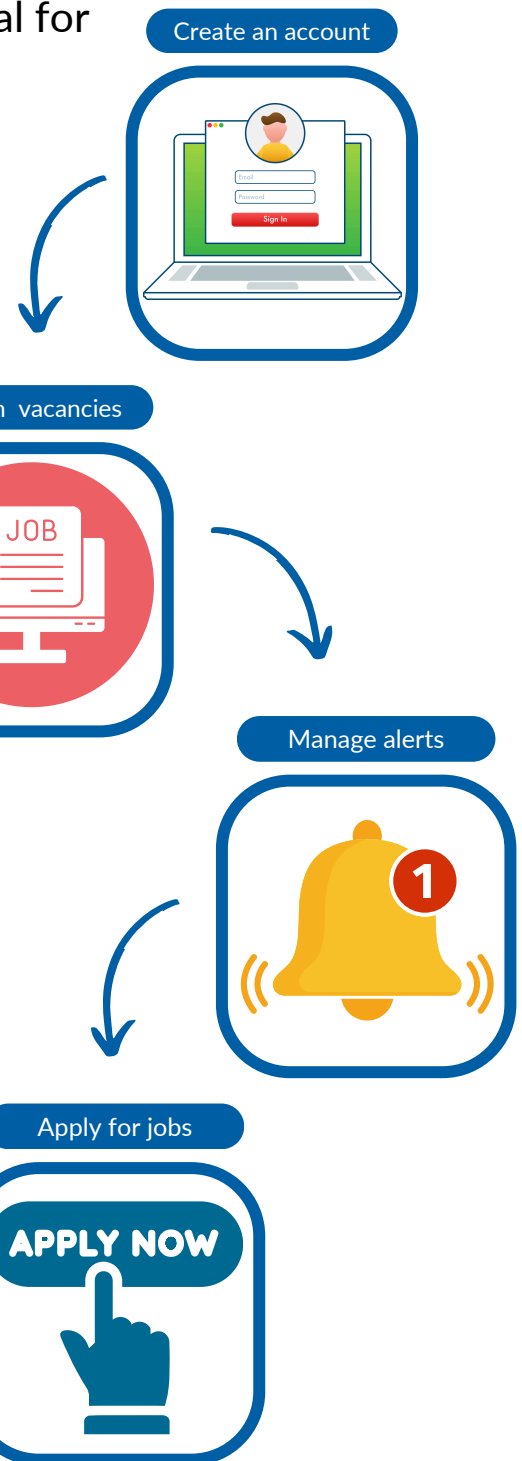 al for
Create an account
Email
Password
Sign In
vacancies
JOB
Manage alerts
1
Apply for jobs
APPLY NOW